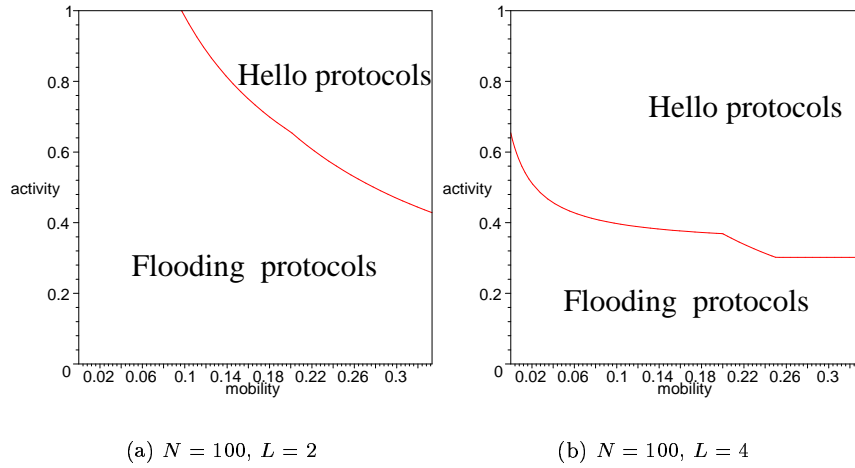 1
0.8
0.6
activity
0.4
0.2
0
0.02 0.06 0.1 0.14 0.18 0.22 0.26 0.3
mobility
Hello protocols
Flooding protocols
(a) N = 100, L = 2
1
0.8
0.6
activity
0.4
0.2
0
0.02 0.06 0.1 0.14 0.18 0.22 0.26 0.3
mobility
Hello protocols
Flooding protocols
(b) N = 100, L = 4